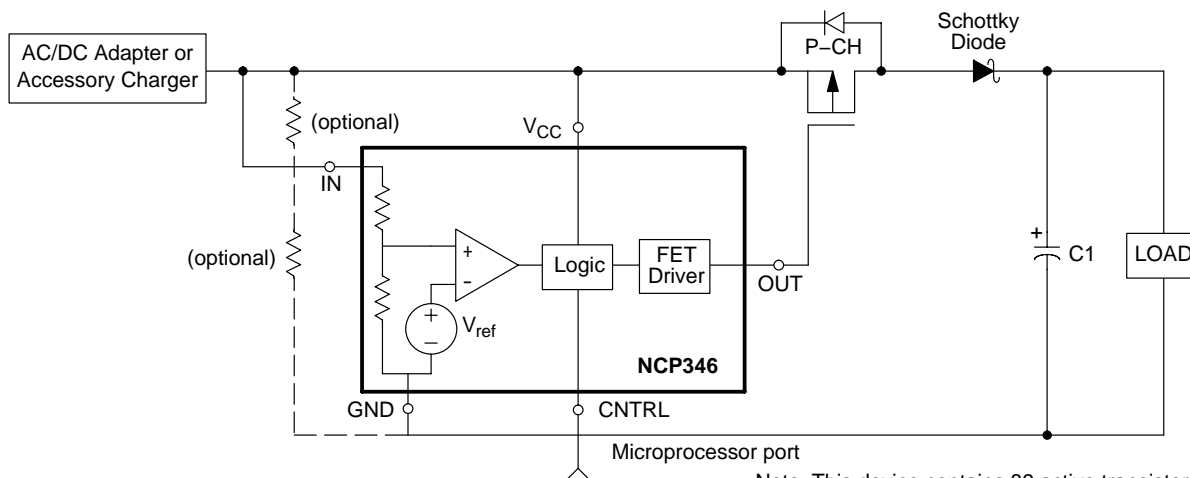 AC/DC Adapter or
Accessory Charger
Schottky
Diode
P–CH
(optional)
VCC
IN
(optional)
+
–
Logic
FET
Driver
OUT
+
C1
LOAD
+
–
Vref
NCP346
GND
CNTRL
Microprocessor port